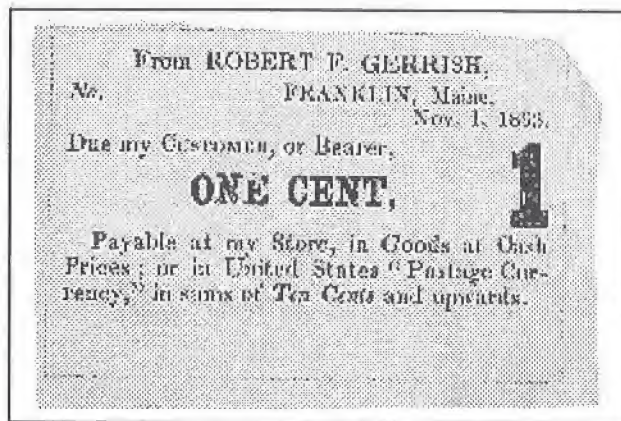 From ROBERT F. GERRISH,
No. FRANKLIN, Maine,
Nov. 1, 1863.
Due my CUSTOMER, or Bearer,
ONE CENT, 1
Payable at my Store, in Goods at Cash
Prices; or in United States "Postage Cur-
rency," in sums of Ten Cents and upwards.